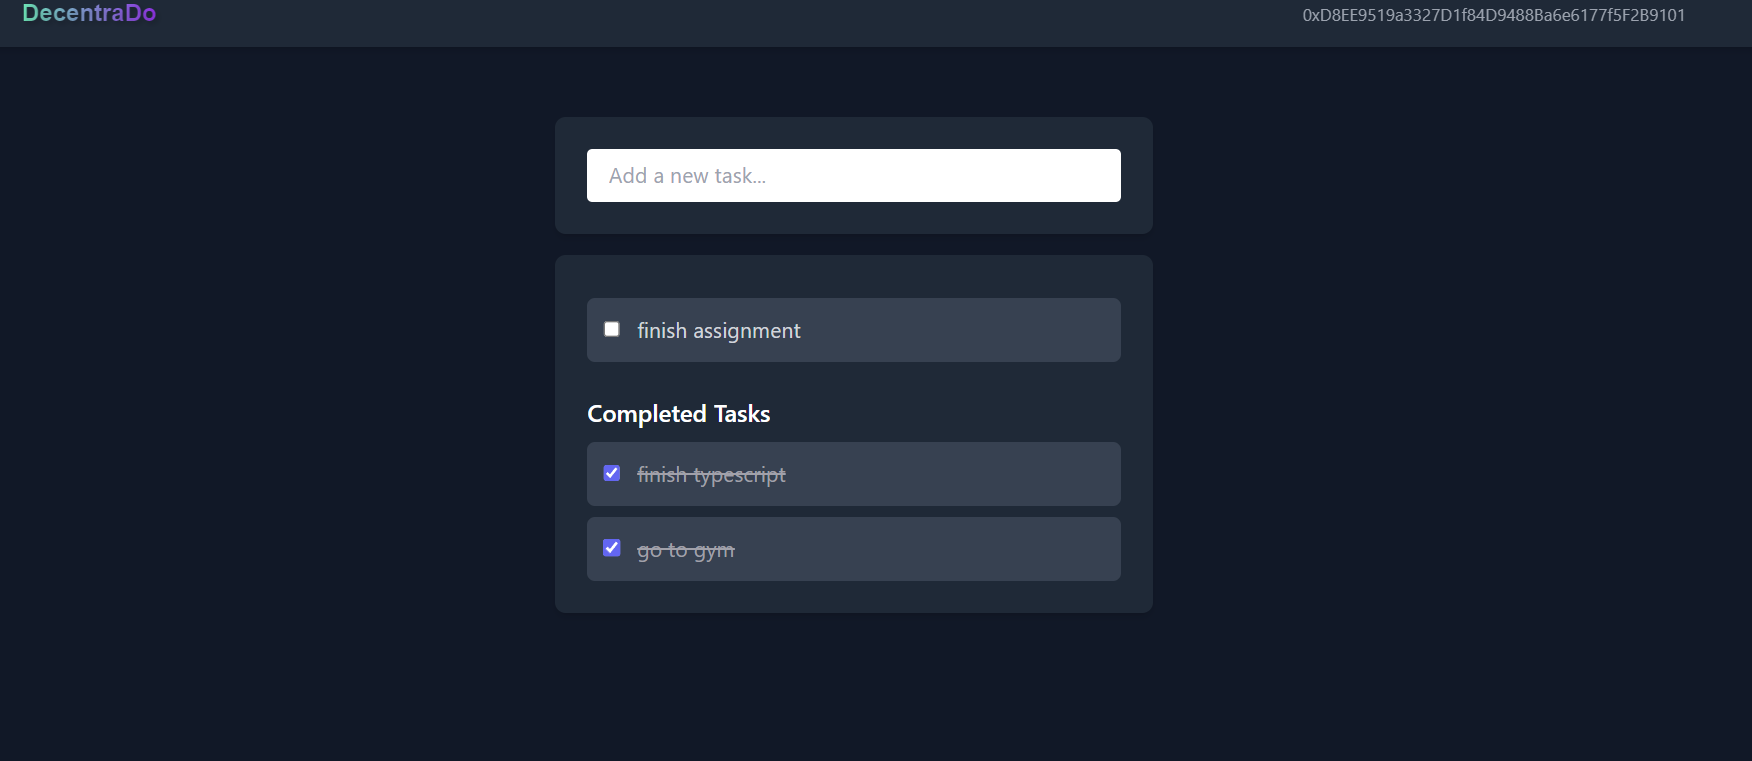 DecentraDo
0xD8EE9519a3327D1f84D9488Ba6e6177f5F2B9101
Add a new task...
finish assignment
Completed Tasks
finish typescript
go to gym